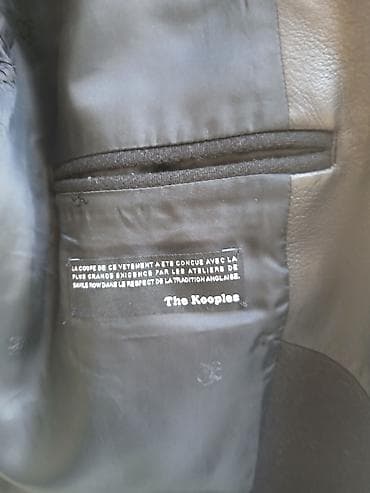 LA COUPE DE CE VETEMENT A ETE CONCUE AVEC LA
PLUS GRANDE EXIGENCE PAR LES ATELIERS DE
SAVILE ROW DANS LE RESPECT DE LA TRADITION ANGLAISE.
The Kooples